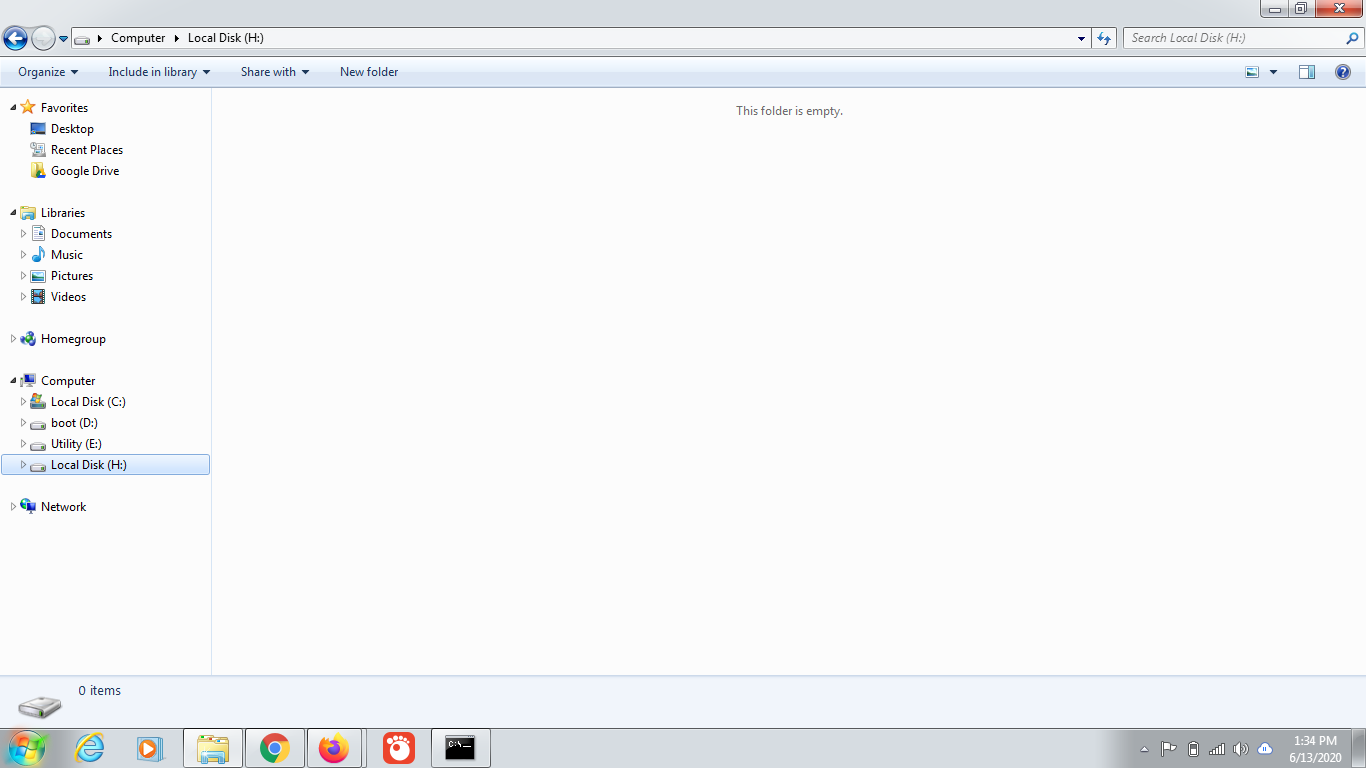 Computer Local Disk (H:)
Search Local Disk (H:)
Organize Include in library Share with New folder
Favorites
Desktop
Recent Places
Google Drive
Libraries
Documents
Music
Pictures
Videos
Homegroup
Computer
Local Disk (C:)
boot (D:)
Utility (E:)
Local Disk (H:)
Network
This folder is empty.
0 items
C:\_
1:34 PM
6/13/2020